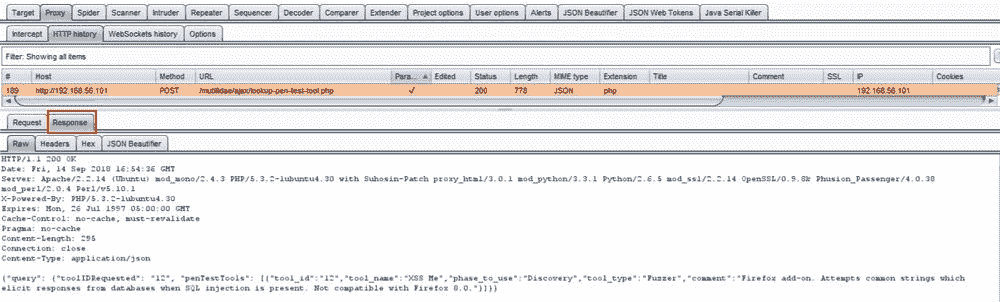 Target Proxy Spider Scanner Intruder Repeater Sequencer Decoder Comparer Extender Project options User options Alerts JSON Beautifier JSON Web Tokens Java Serial Killer
Intercept HTTP history WebSockets history Options
Filter: Showing all items
# Host Method URL Para... Edited Status Length MIME type Extension Title Comment SSL IP Cookies
189 http://192.168.56.101 POST /mutillidae/ajax/lookup-pen-test-tool.php ✓ 200 778 JSON php 192.168.56.101
Request Response
Raw Headers Hex JSON Beautifier
HTTP/1.1 200 OK
Date: Fri, 14 Sep 2018 16:54:36 GMT
Server: Apache/2.2.14 (Ubuntu) mod_mono/2.4.3 PHP/5.3.2-1ubuntu4.30 with Suhosin-Patch proxy_html/3.0.1 mod_python/3.3.1 Python/2.6.5 mod_ssl/2.2.14 OpenSSL/0.9.8k Phusion_Passenger/4.0.38
mod_perl/2.0.4 Perl/v5.10.1
X-Powered-By: PHP/5.3.2-1ubuntu4.30
Expires: Mon, 26 Jul 1997 05:00:00 GMT
Cache-Control: no-cache, must-revalidate
Pragma: no-cache
Content-Length: 295
Connection: close
Content-Type: application/json
{"query": {"toolIDRequested": "12", "penTestTools": [{"tool_id":"12","tool_name":"XSS Me","phase_to_use":"Discovery","tool_type":"Fuzzer","comment":"Firefox add-on. Attempts common strings which
elicit responses from databases when SQL injection is present. Not compatible with Firefox 8.0."}]}}